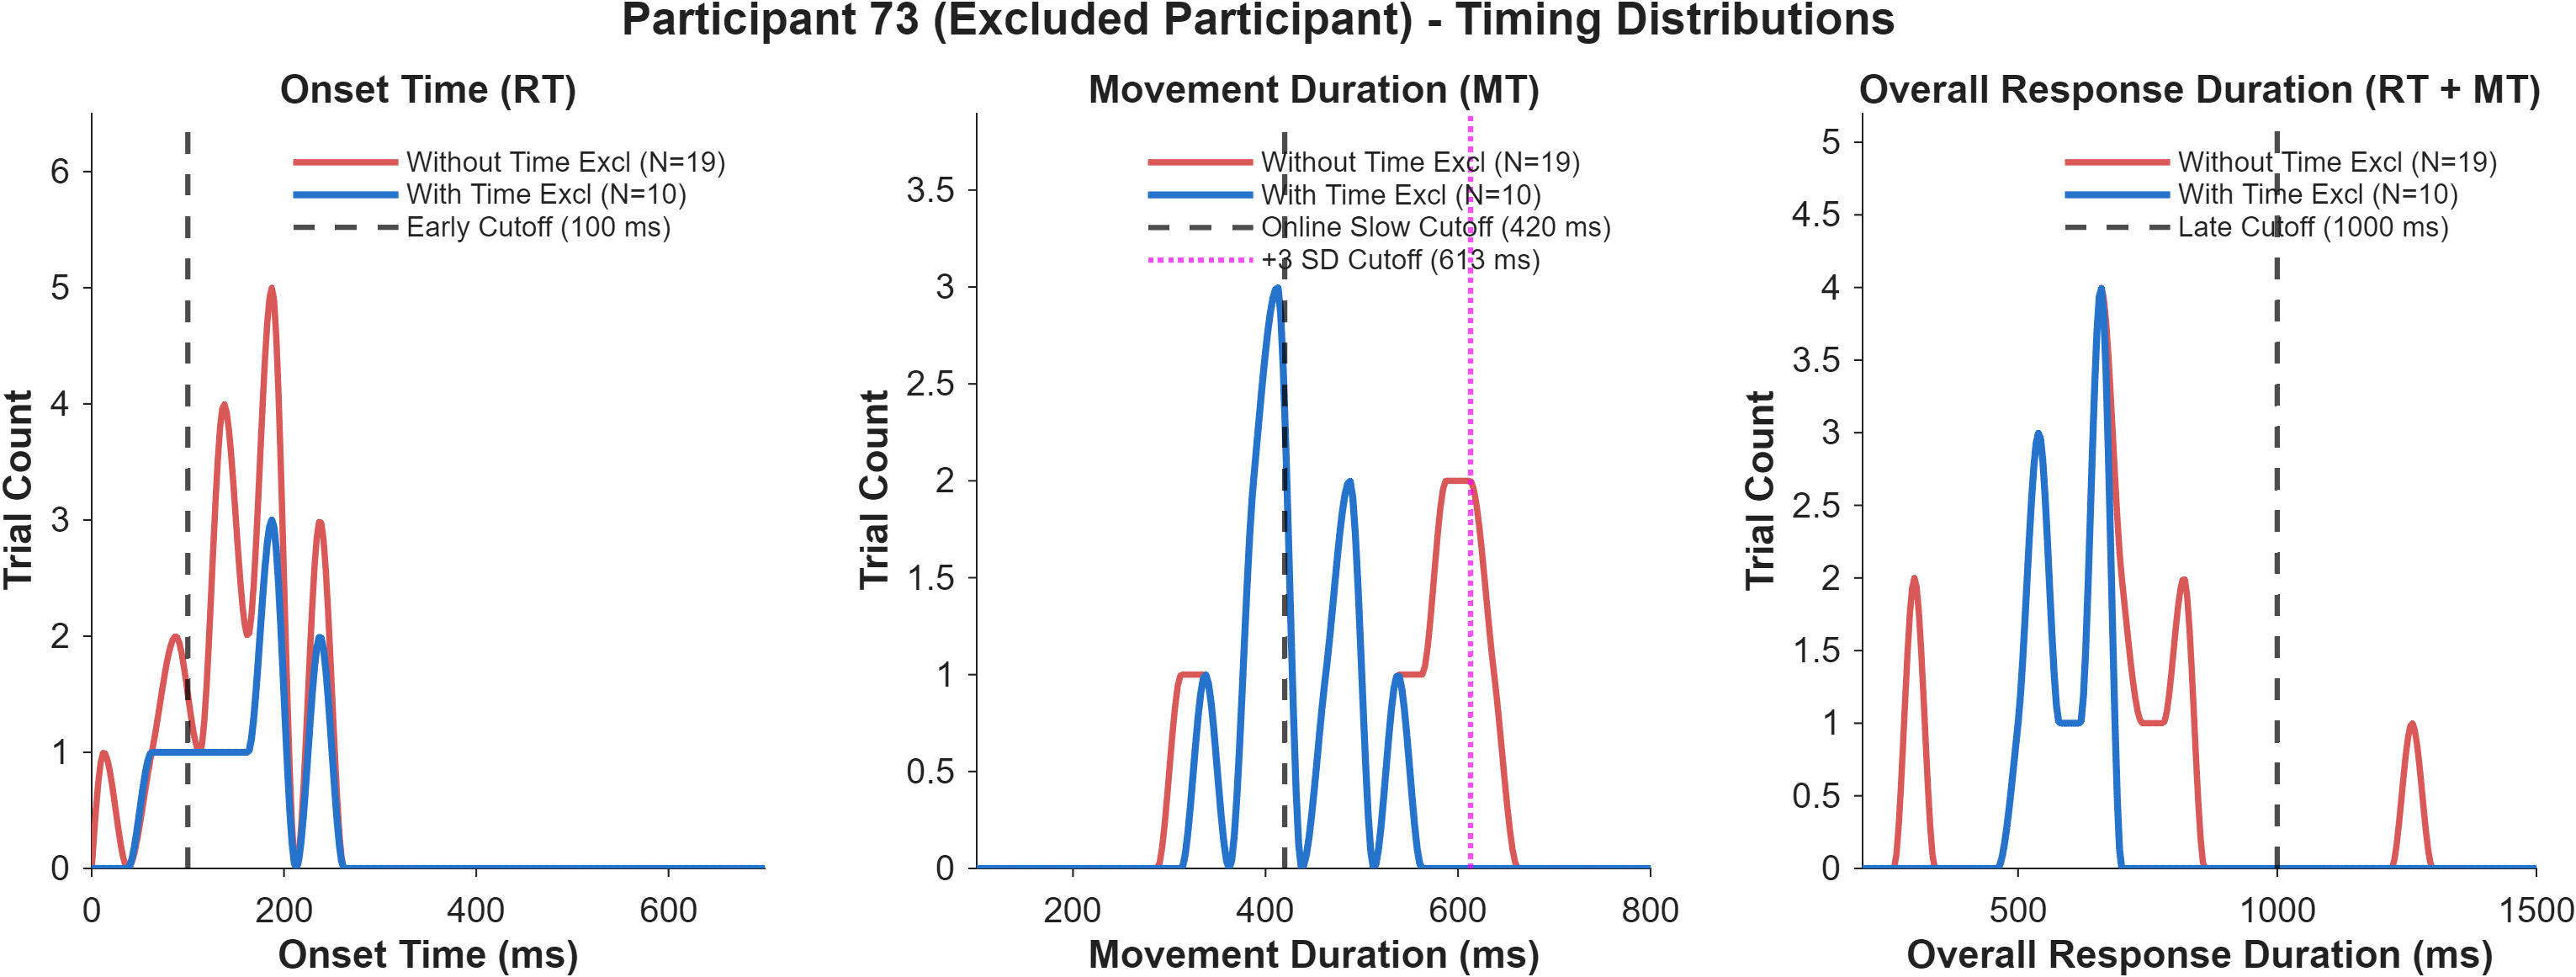 Participant 73 (Excluded Participant) - Timing Distributions
Onset Time (RT)
Without Time Excl (N=19)
With Time Excl (N=10)
Early Cutoff (100 ms)
Trial Count
6
5
4
3
2
1
0
0 200 400 600
Onset Time (ms)
Movement Duration (MT)
Without Time Excl (N=19)
With Time Excl (N=10)
Online Slow Cutoff (420 ms)
+3 SD Cutoff (613 ms)
Trial Count
3.5
3
2.5
2
1.5
1
0.5
0
200 400 600 800
Movement Duration (ms)
Overall Response Duration (RT + MT)
Without Time Excl (N=19)
With Time Excl (N=10)
Late Cutoff (1000 ms)
Trial Count
5
4.5
4
3.5
3
2.5
2
1.5
1
0.5
0
500 1000 1500
Overall Response Duration (ms)